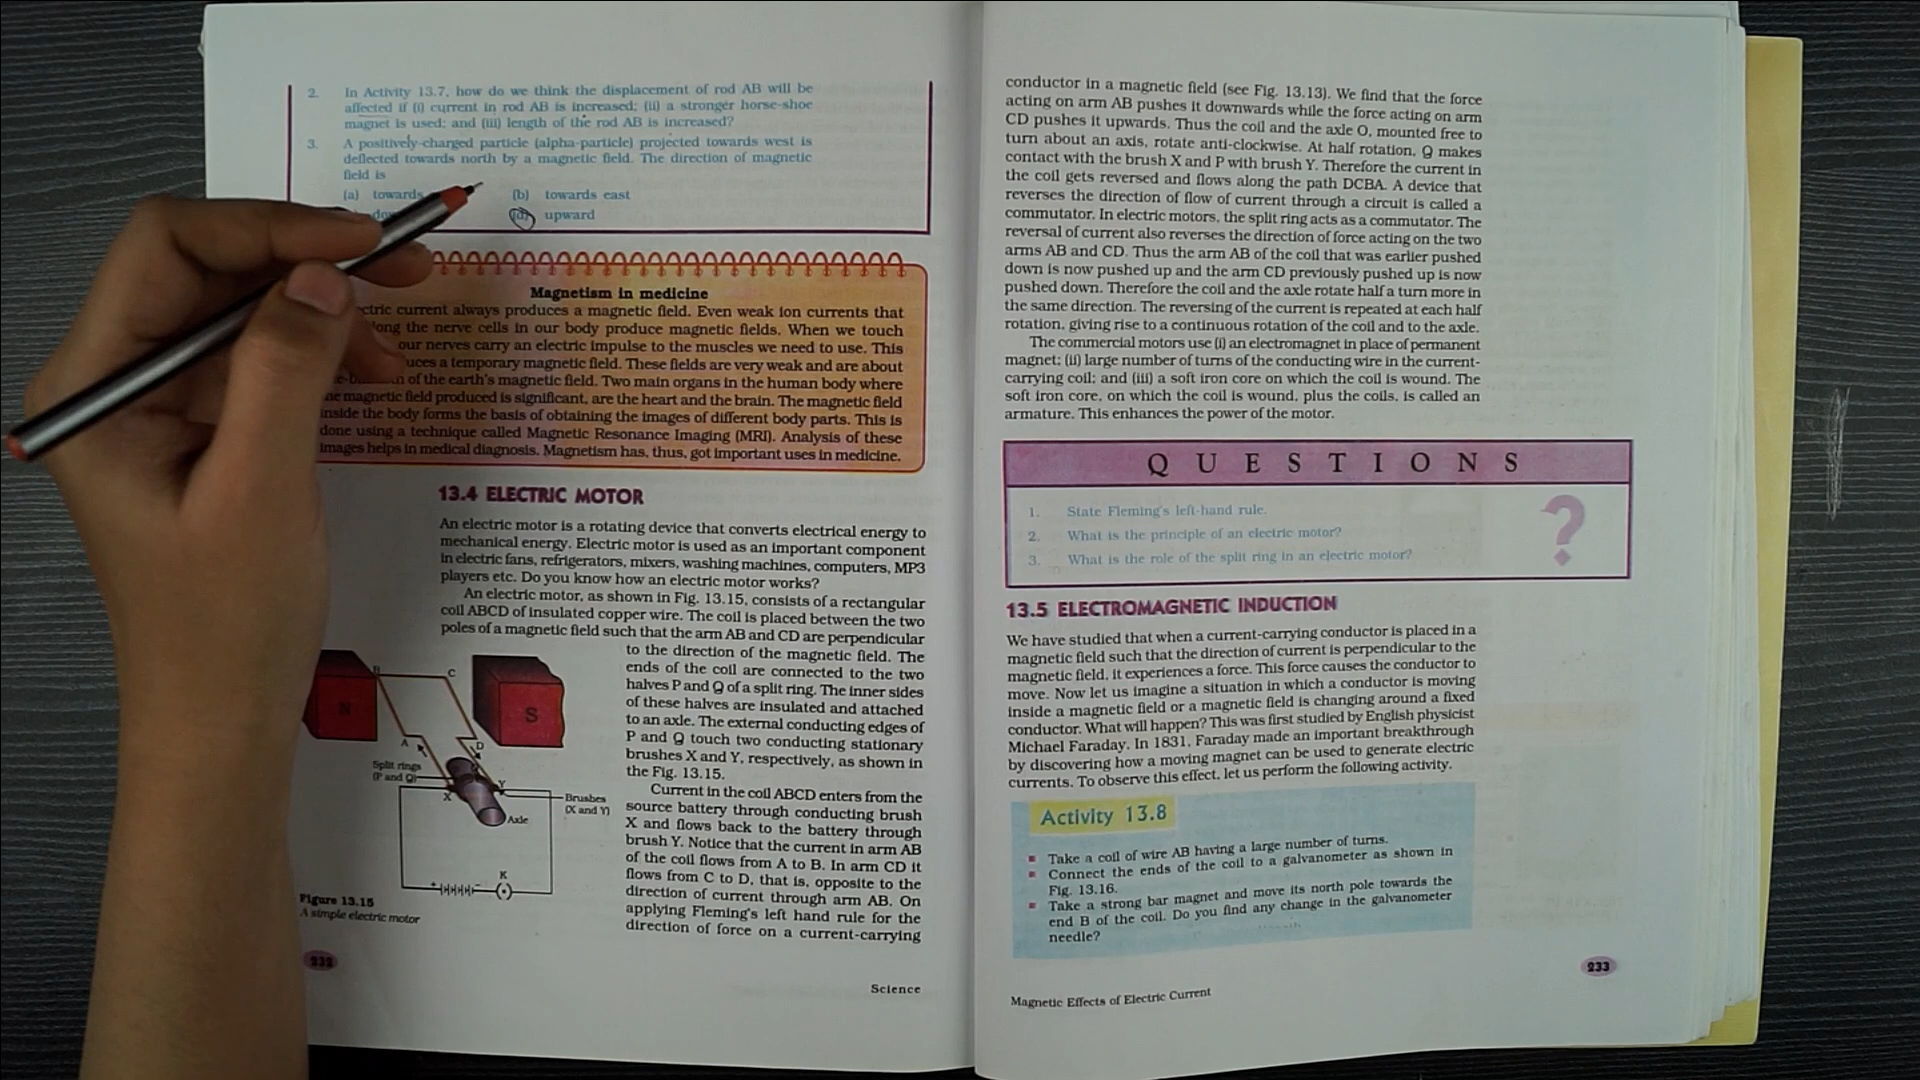 2. In Activity 13.7, how do we think the displacement of rod AB will be
affected if (i) current in rod AB is increased; (ii) a stronger horse-shoe
magnet is used; and (iii) length of the rod AB is increased?
3. A positively-charged particle (alpha-particle) projected towards west is
deflected towards north by a magnetic field. The direction of magnetic
field is
(a) towards (b) towards east
(d) upward
Magnetism in medicine
current always produces a magnetic field. Even weak ion currents that
the nerve cells in our body produce magnetic fields. When we touch
our nerves carry an electric impulse to the muscles we need to use. This
a temporary magnetic field. These fields are very weak and are about
of the earth's magnetic field. Two main organs in the human body where
magnetic field produced is significant, are the heart and the brain. The magnetic field
inside the body forms the basis of obtaining the images of different body parts. This is
done using a technique called Magnetic Resonance Imaging (MRI). Analysis of these
images helps in medical diagnosis. Magnetism has, thus, got important uses in medicine.
13.4 ELECTRIC MOTOR
An electric motor is a rotating device that converts electrical energy to
mechanical energy. Electric motor is used as an important component
in electric fans, refrigerators, mixers, washing machines, computers, MP3
players etc. Do you know how an electric motor works?
An electric motor, as shown in Fig. 13.15, consists of a rectangular
coil ABCD of insulated copper wire. The coil is placed between the two
poles of a magnetic field such that the arm AB and CD are perpendicular
to the direction of the magnetic field. The
ends of the coil are connected to the two
halves P and Q of a split ring. The inner sides
of these halves are insulated and attached
to an axle. The external conducting edges of
P and Q touch two conducting stationary
brushes X and Y, respectively, as shown in
the Fig. 13.15.
Current in the coil ABCD enters from the
source battery through conducting brush
X and flows back to the battery through
brush Y. Notice that the current in arm AB
of the coil flows from A to B. In arm CD it
flows from C to D, that is, opposite to the
direction of current through arm AB. On
applying Fleming's left hand rule for the
direction of force on a current-carrying
B
C
N
S
A
D
Split rings
(P and Q)
X
Y
Brushes
(X and Y)
Axle
K
+
-
Figure 13.15
A simple electric motor
232
Science
conductor in a magnetic field (see Fig. 13.13). We find that the force
acting on arm AB pushes it downwards while the force acting on arm
CD pushes it upwards. Thus the coil and the axle O, mounted free to
turn about an axis, rotate anti-clockwise. At half rotation, Q makes
contact with the brush X and P with brush Y. Therefore the current in
the coil gets reversed and flows along the path DCBA. A device that
reverses the direction of flow of current through a circuit is called a
commutator. In electric motors, the split ring acts as a commutator. The
reversal of current also reverses the direction of force acting on the two
arms AB and CD. Thus the arm AB of the coil that was earlier pushed
down is now pushed up and the arm CD previously pushed up is now
pushed down. Therefore the coil and the axle rotate half a turn more in
the same direction. The reversing of the current is repeated at each half
rotation, giving rise to a continuous rotation of the coil and to the axle.
The commercial motors use (i) an electromagnet in place of permanent
magnet; (ii) large number of turns of the conducting wire in the current-
carrying coil; and (iii) a soft iron core on which the coil is wound. The
soft iron core, on which the coil is wound, plus the coils, is called an
armature. This enhances the power of the motor.
QUESTIONS
1. State Fleming's left-hand rule.
2. What is the principle of an electric motor?
3. What is the role of the split ring in an electric motor?
?
13.5 ELECTROMAGNETIC INDUCTION
We have studied that when a current-carrying conductor is placed in a
magnetic field such that the direction of current is perpendicular to the
magnetic field, it experiences a force. This force causes the conductor to
move. Now let us imagine a situation in which a conductor is moving
inside a magnetic field or a magnetic field is changing around a fixed
conductor. What will happen? This was first studied by English physicist
Michael Faraday. In 1831, Faraday made an important breakthrough
by discovering how a moving magnet can be used to generate electric
currents. To observe this effect, let us perform the following activity.
Activity 13.8
Take a coil of wire AB having a large number of turns.
Connect the ends of the coil to a galvanometer as shown in
Fig. 13.16.
Take a strong bar magnet and move its north pole towards the
end B of the coil. Do you find any change in the galvanometer
needle?
233
Magnetic Effects of Electric Current